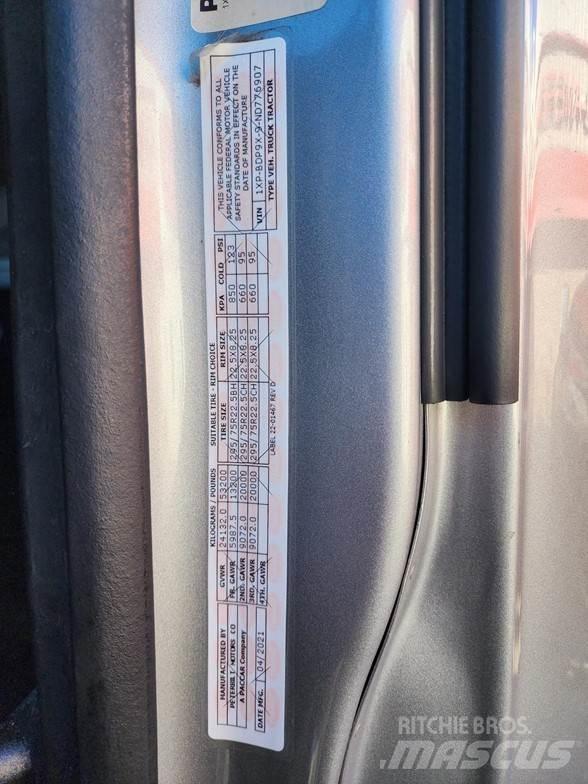 P
1X
MANUFACTURED BY
PETERBILT MOTORS CO
A PACCAR Company
DATE MFG. 04/2021
KILOGRAMS / POUNDS
GVWR 24132.0 53200
FR. GAWR 5987.5 13200
2ND. GAWR 9072.0 20000
3RD. GAWR 9072.0 20000
4TH. GAWR
SUITABLE TIRE - RIM CHOICE
TIRE SIZE RIM SIZE KPA COLD PSI
295/75R22.5BH 22.5X8.25 850 123
295/75R22.5CH 22.5X8.25 660 95
295/75R22.5CH 22.5X8.25 660 95
LABEL 22-01467 REV D
THIS VEHICLE CONFORMS TO ALL
APPLICABLE FEDERAL MOTOR VEHICLE
SAFETY STANDARDS IN EFFECT ON THE
DATE OF MANUFACTURE
VIN 1XP-BDP9X-9-ND776907
TYPE VEH. TRUCK TRACTOR
RITCHIE BROS.
MASCUS